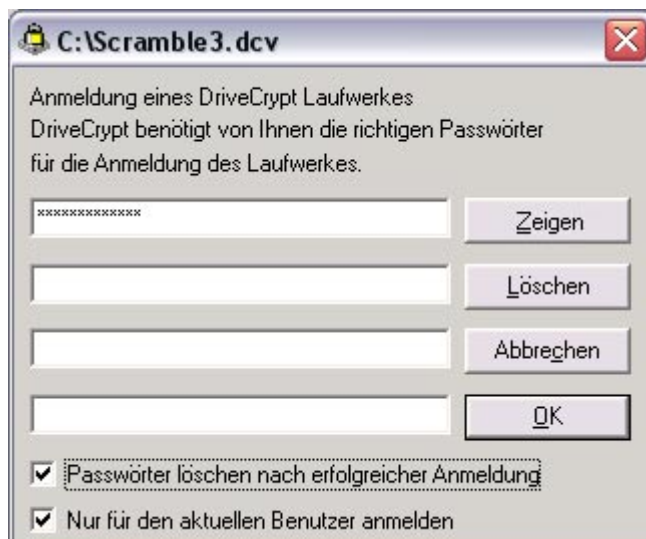 C:\Scramble3.dcv
Anmeldung eines DriveCrypt Laufwerkes
DriveCrypt benötigt von Ihnen die richtigen Passwörter
für die Anmeldung des Laufwerkes.
*************
Zeigen
Löschen
Abbrechen
OK
Passwörter löschen nach erfolgreicher Anmeldung
Nur für den aktuellen Benutzer anmelden